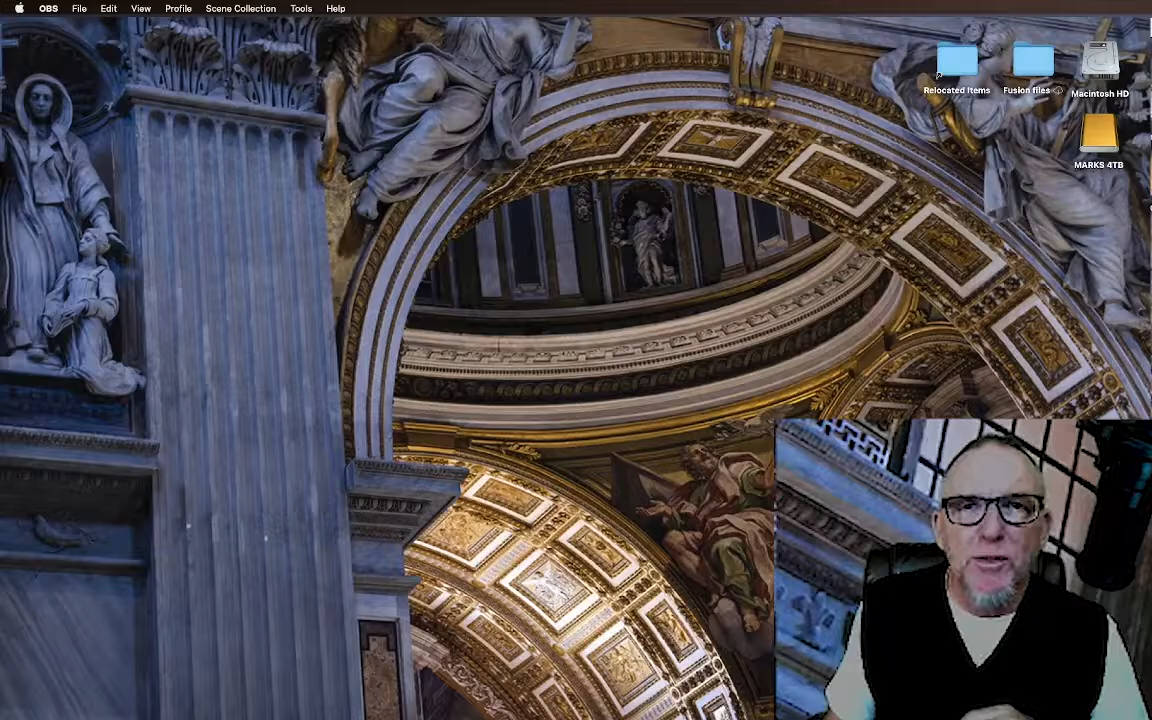 OBS File Edit View Profile Scene Collection Tools Help
Relocated Items Fusion files Macintosh HD
MARKS 4TB